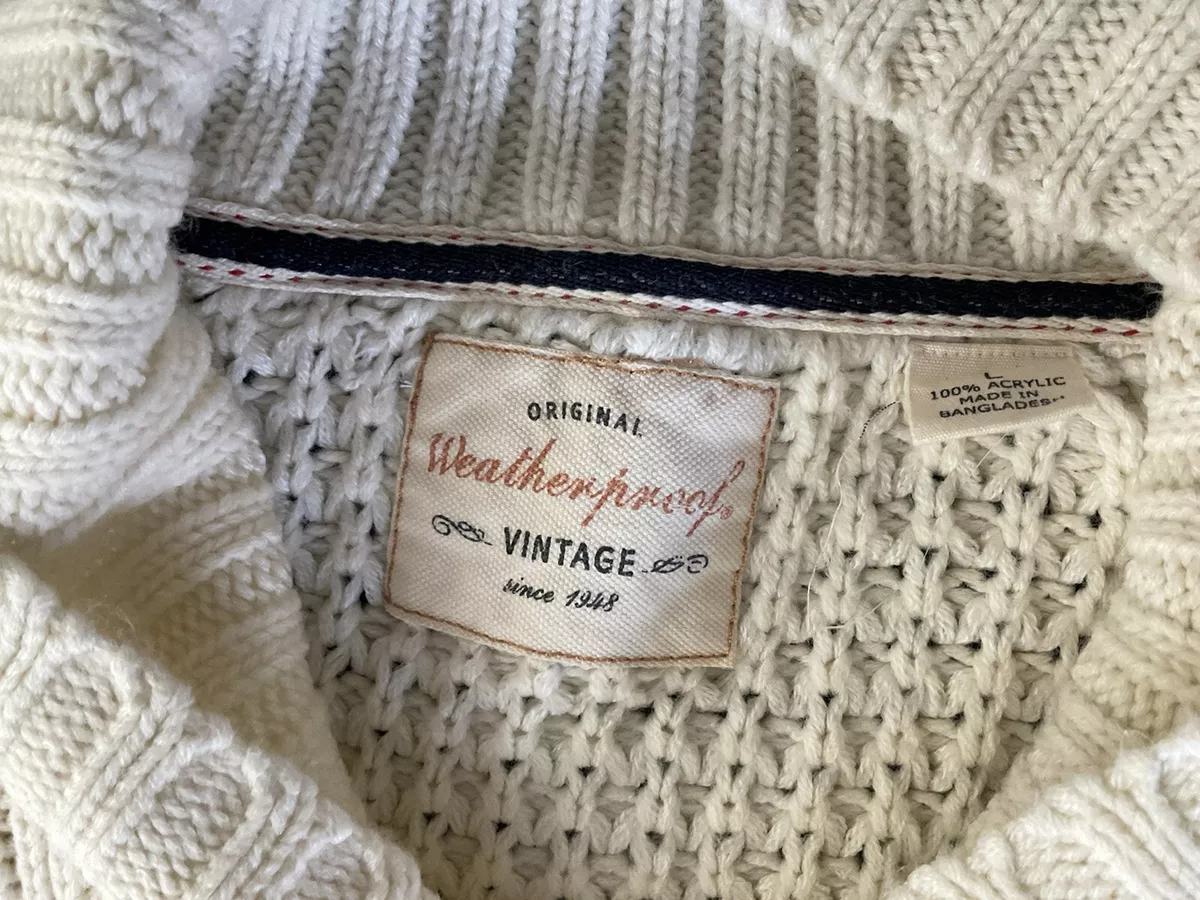 ORIGINAL
Weatherproof®
VINTAGE
since 1948
L
100% ACRYLIC
MADE IN
BANGLADESH